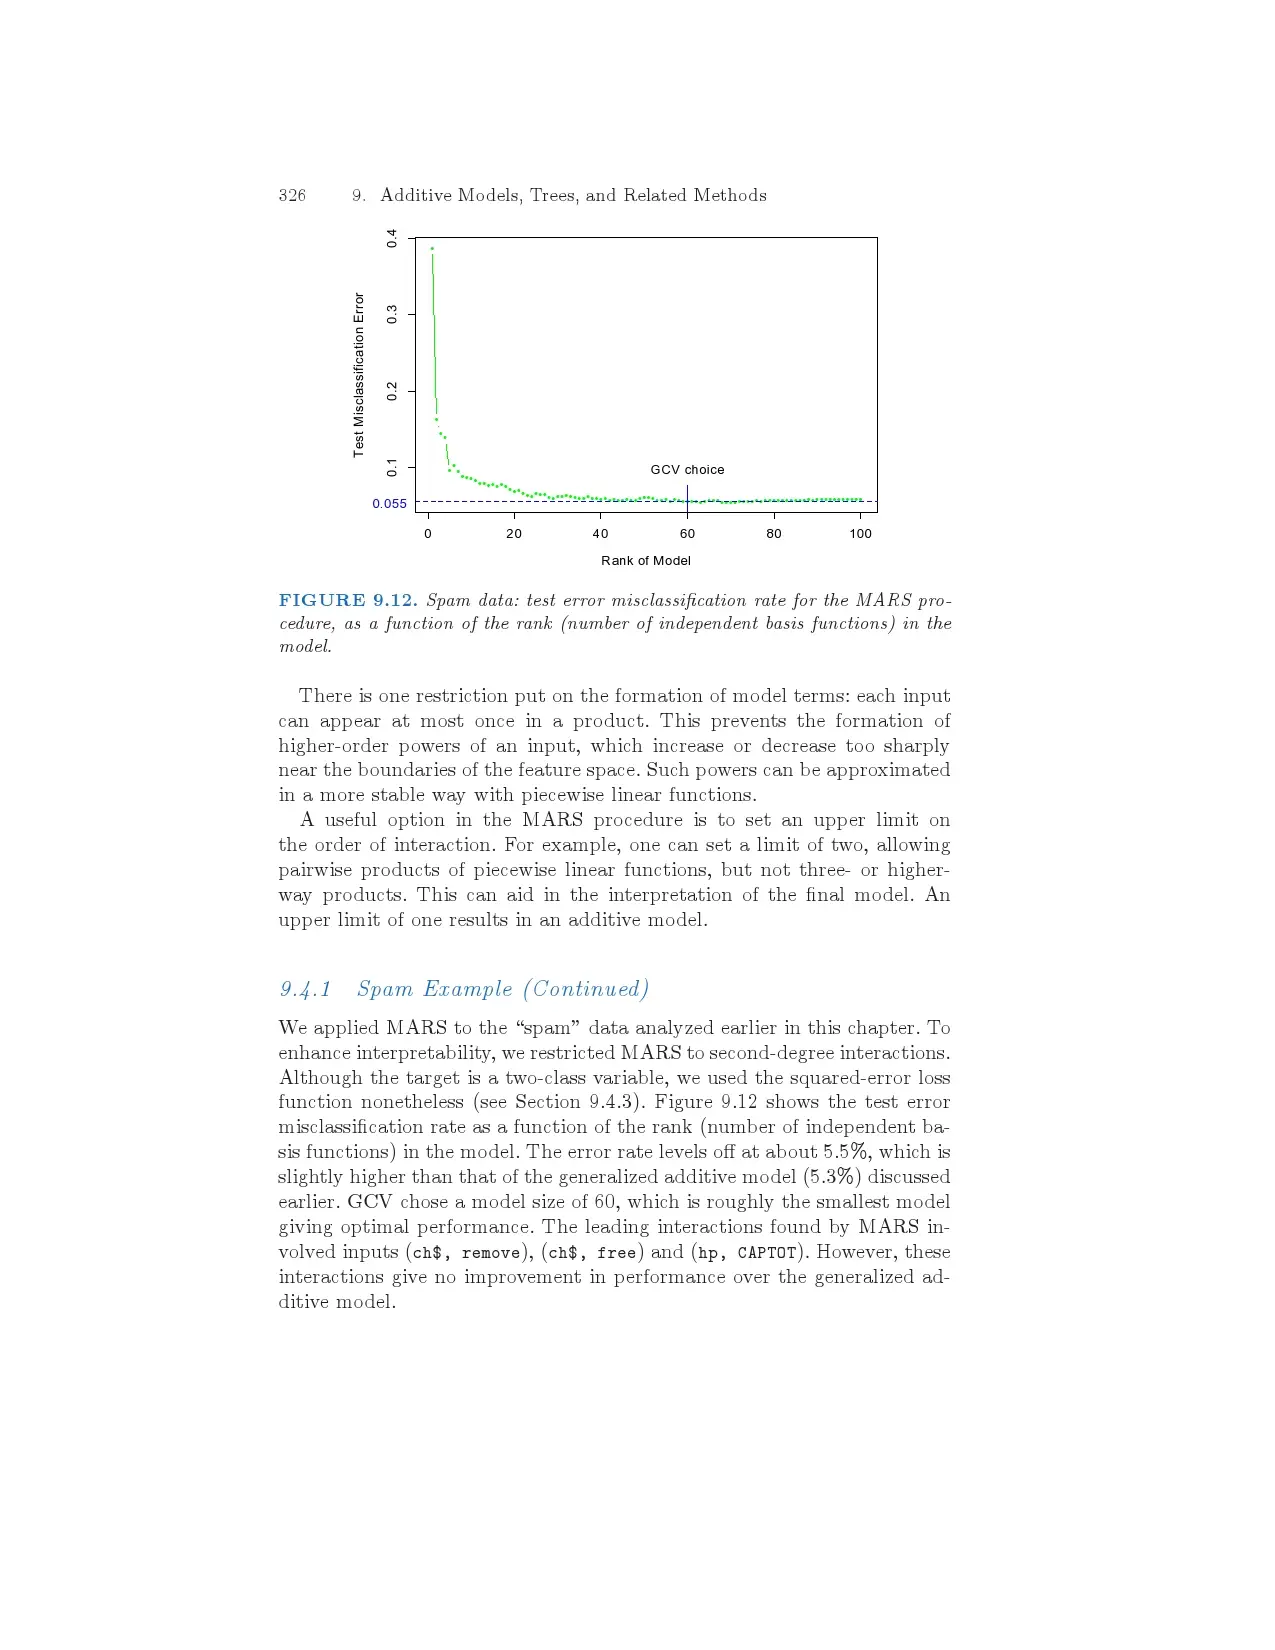 326 9. Additive Models, Trees, and Related Methods
0.4
0.3
0.2
0.1
0.055
Test Misclassification Error
GCV choice
0 20 40 60 80 100
Rank of Model
FIGURE 9.12. Spam data: test error misclassification rate for the MARS pro-
cedure, as a function of the rank (number of independent basis functions) in the
model.
There is one restriction put on the formation of model terms: each input
can appear at most once in a product. This prevents the formation of
higher-order powers of an input, which increase or decrease too sharply
near the boundaries of the feature space. Such powers can be approximated
in a more stable way with piecewise linear functions.
A useful option in the MARS procedure is to set an upper limit on
the order of interaction. For example, one can set a limit of two, allowing
pairwise products of piecewise linear functions, but not three- or higher-
way products. This can aid in the interpretation of the final model. An
upper limit of one results in an additive model.
9.4.1 Spam Example (Continued)
We applied MARS to the “spam” data analyzed earlier in this chapter. To
enhance interpretability, we restricted MARS to second-degree interactions.
Although the target is a two-class variable, we used the squared-error loss
function nonetheless (see Section 9.4.3). Figure 9.12 shows the test error
misclassification rate as a function of the rank (number of independent ba-
sis functions) in the model. The error rate levels off at about 5.5%, which is
slightly higher than that of the generalized additive model (5.3%) discussed
earlier. GCV chose a model size of 60, which is roughly the smallest model
giving optimal performance. The leading interactions found by MARS in-
volved inputs (ch$, remove), (ch$, free) and (hp, CAPTOT). However, these
interactions give no improvement in performance over the generalized ad-
ditive model.